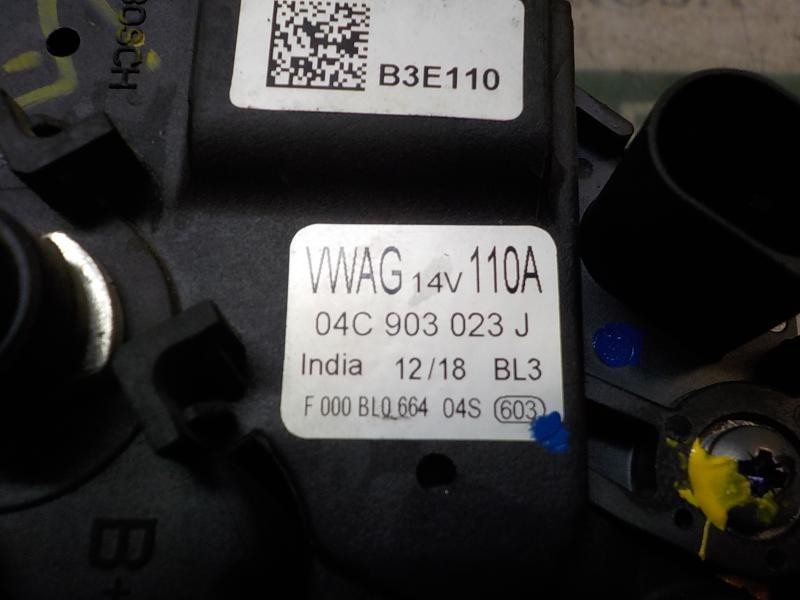 BOSCH
B3E110
VWAG 14V 110A
04C 903 023 J
India 12/18 BL3
F 000 BL0 664 04S 603
B+